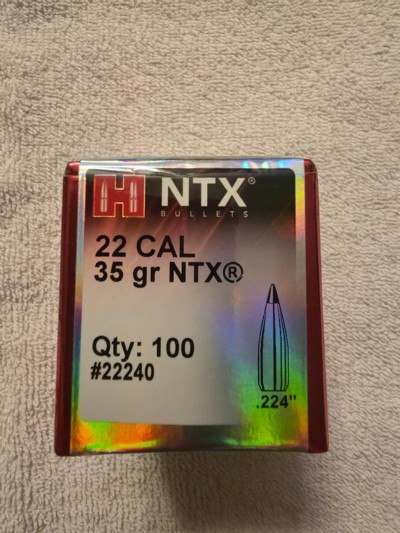 H NTX®
BULLETS
22 CAL
35 gr NTX®
Qty: 100
#22240
.224"